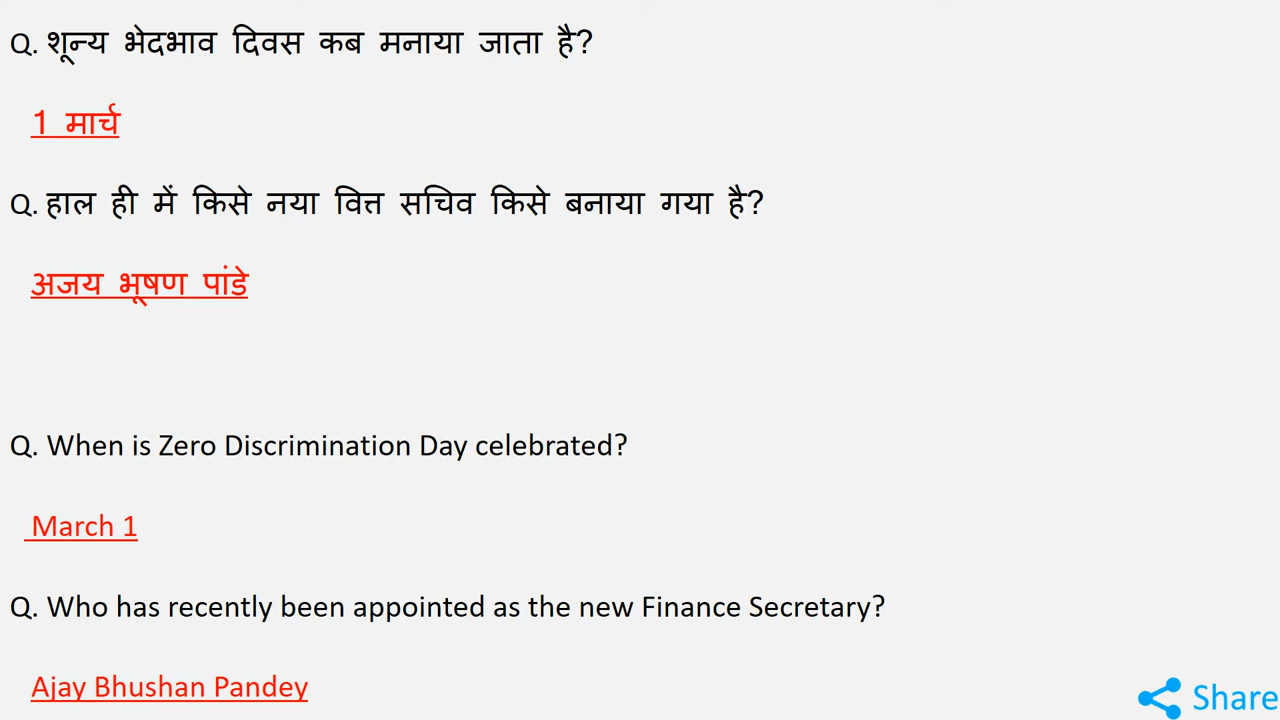 Q. शून्य भेदभाव दिवस कब मनाया जाता है?
1 मार्च
Q. हाल ही में किसे नया वित्त सचिव किसे बनाया गया है?
अजय भूषण पांडे
Q. When is Zero Discrimination Day celebrated?
March 1
Q. Who has recently been appointed as the new Finance Secretary?
Ajay Bhushan Pandey
Share